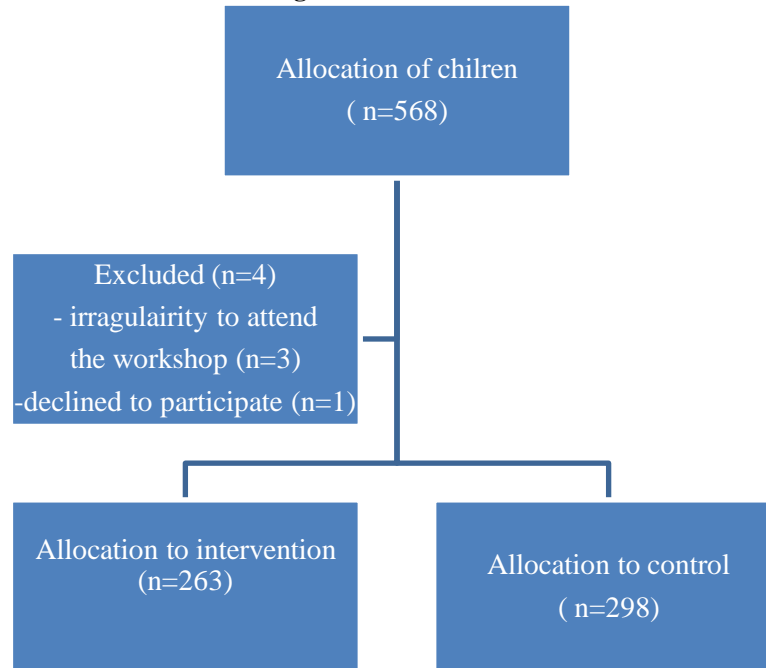 Allocation of chilren
( n=568)
Excluded (n=4)
- irragulairity to attend
the workshop (n=3)
-declined to participate (n=1)
Allocation to intervention
(n=263)
Allocation to control
( n=298)